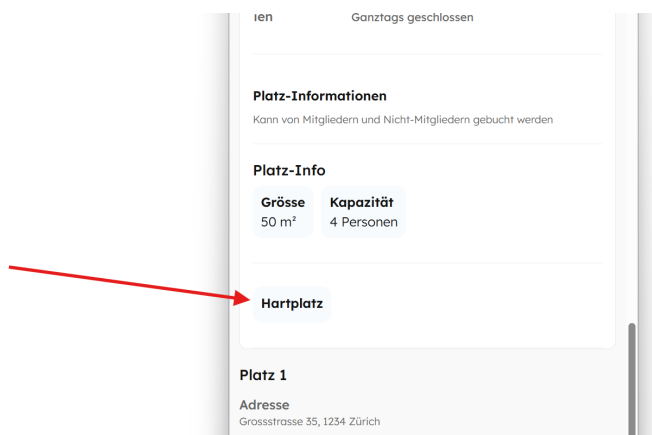 Ganztags geschlossen
Platz-Informationen
Kann von Mitgliedern und Nicht-Mitgliedern gebucht werden
Platz-Info
Grösse
50 m²
Kapazität
4 Personen
Hartplatz
Platz 1
Adresse
Grossstrasse 35, 1234 Zürich